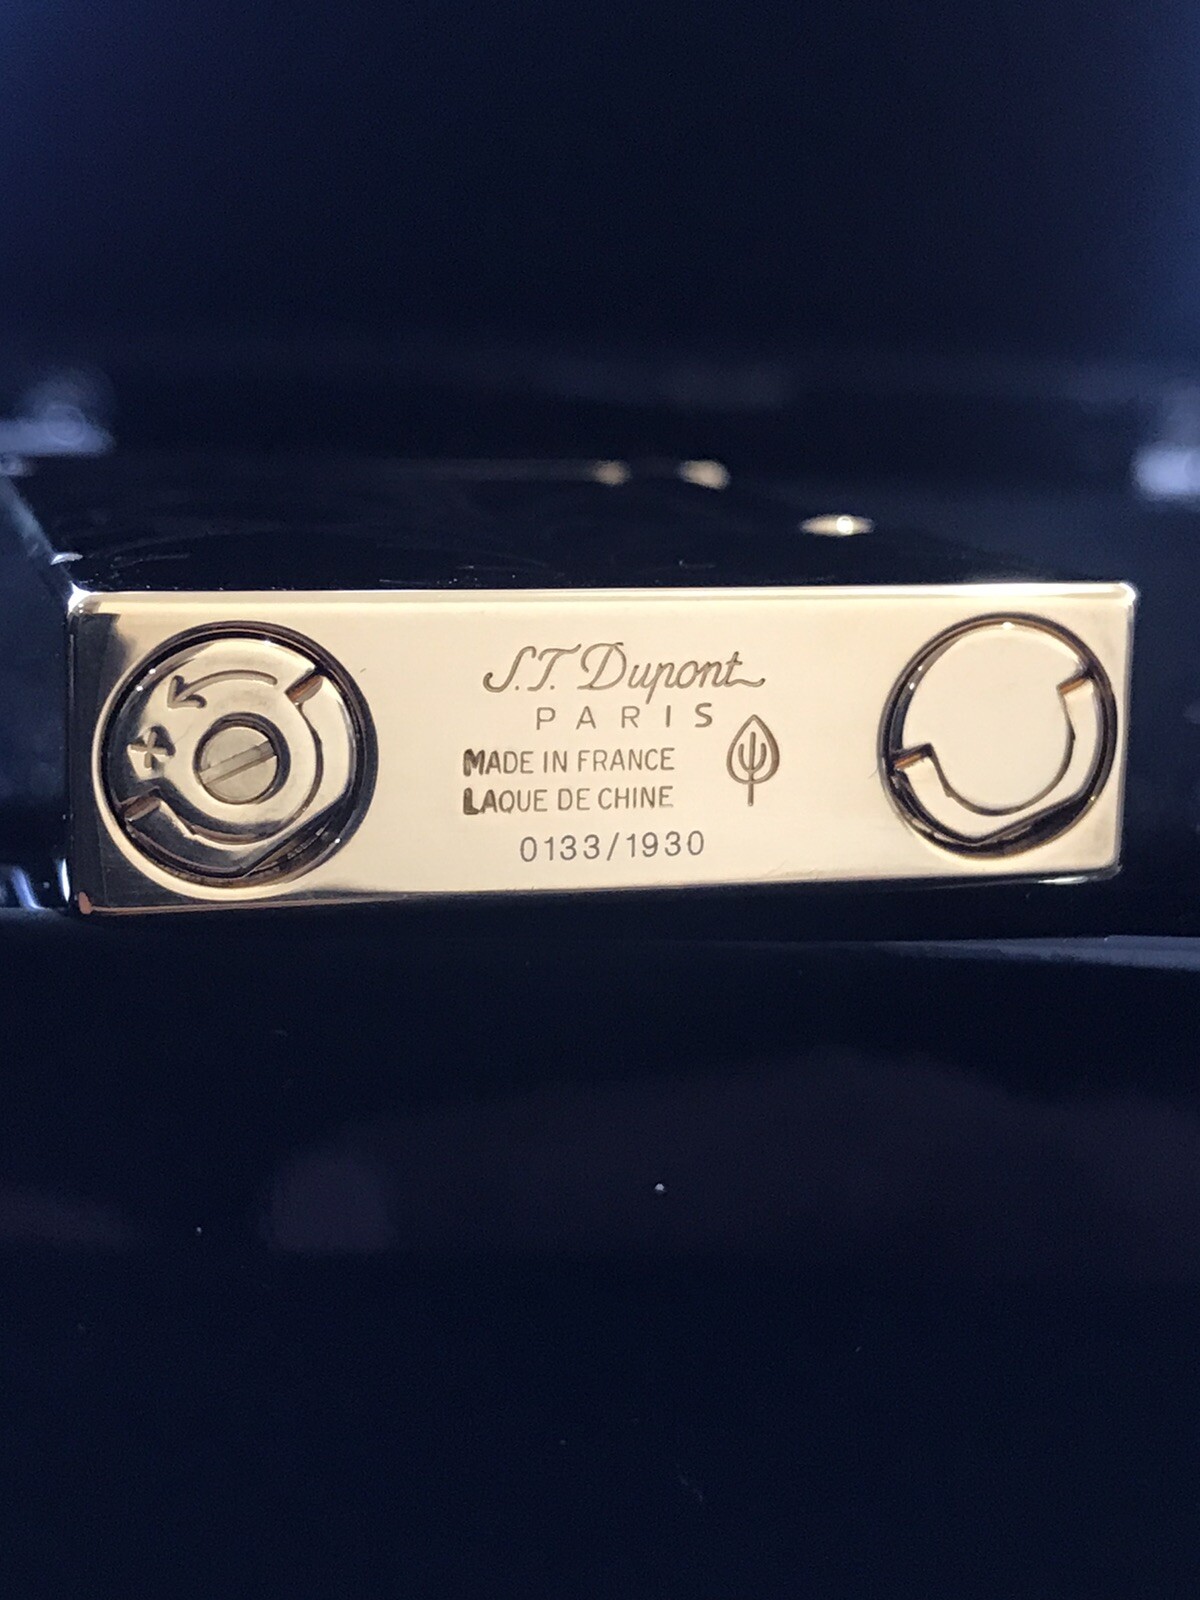 S.T. Dupont
PARIS
MADE IN FRANCE
LAQUE DE CHINE
0133/1930
+